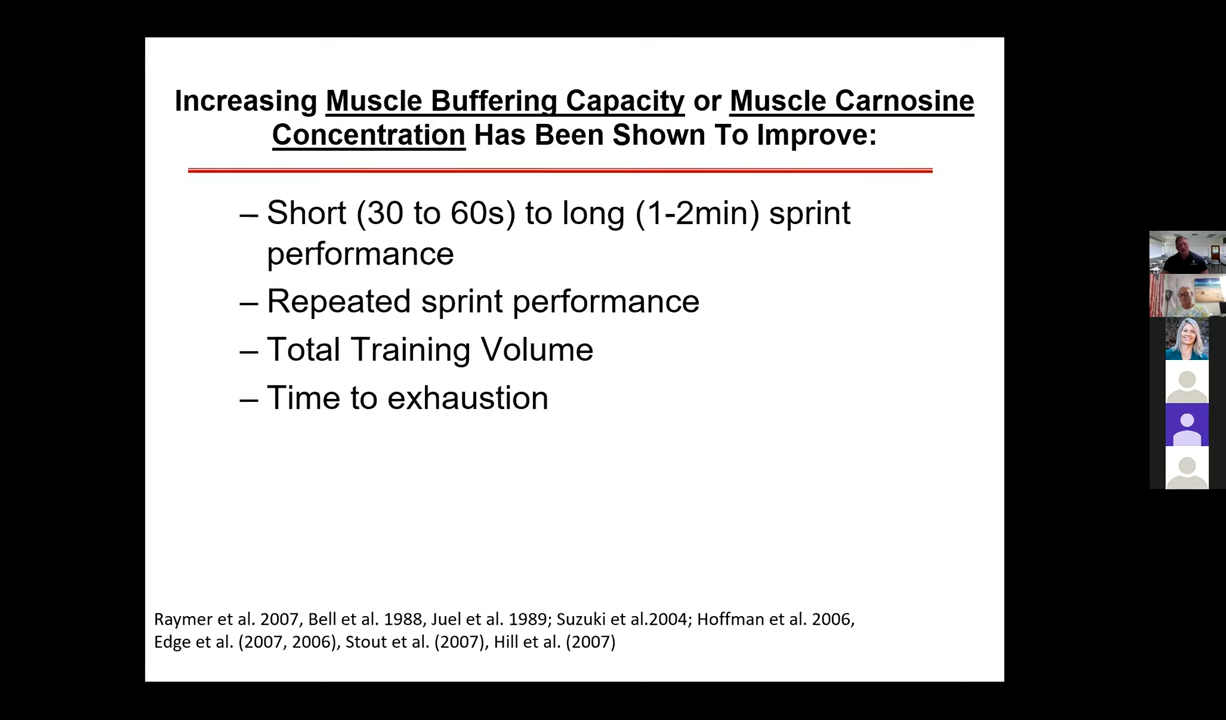 Increasing Muscle Buffering Capacity or Muscle Carnosine
Concentration Has Been Shown To Improve:
– Short (30 to 60s) to long (1-2min) sprint
performance
– Repeated sprint performance
– Total Training Volume
– Time to exhaustion
Raymer et al. 2007, Bell et al. 1988, Juel et al. 1989; Suzuki et al.2004; Hoffman et al. 2006,
Edge et al. (2007, 2006), Stout et al. (2007), Hill et al. (2007)